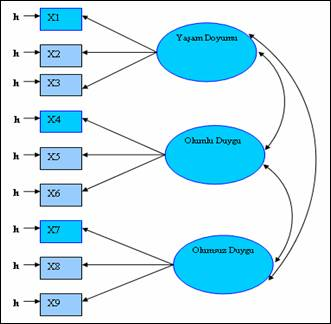 h X1
h X2
h X3
h X4
h X5
h X6
h X7
h X8
h X9
Yaşam Doyumu
Olumlu Duygu
Olumsuz Duygu